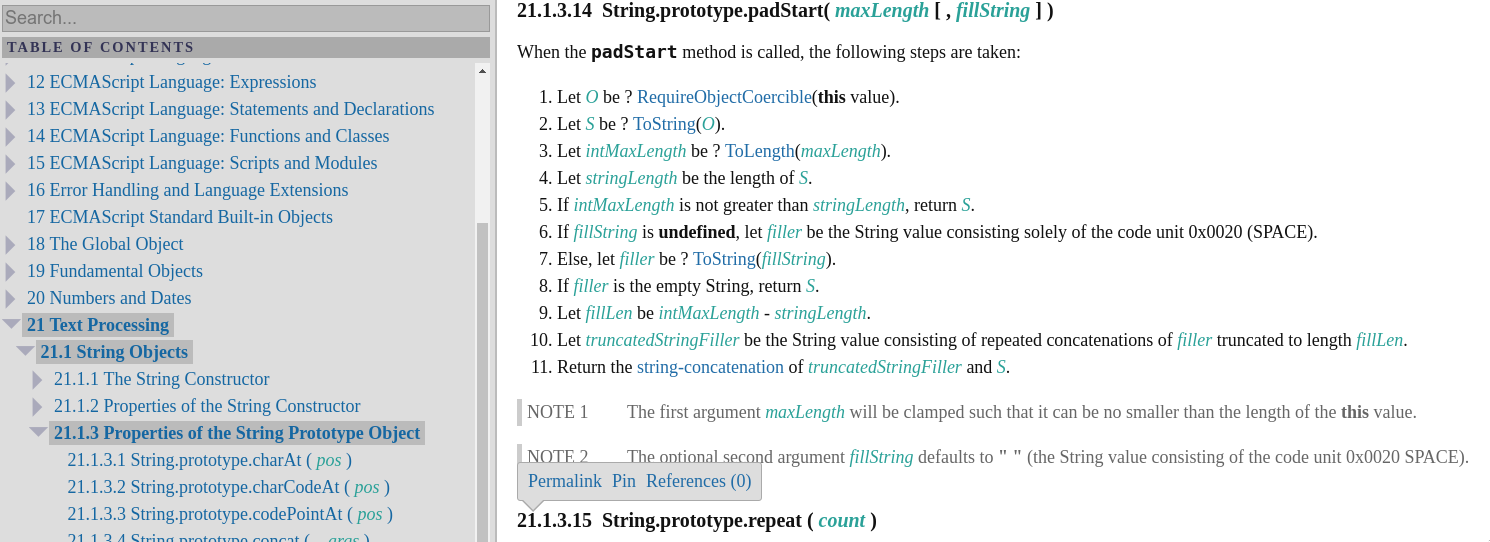 Search...
TABLE OF CONTENTS
12 ECMAScript Language: Expressions
13 ECMAScript Language: Statements and Declarations
14 ECMAScript Language: Functions and Classes
15 ECMAScript Language: Scripts and Modules
16 Error Handling and Language Extensions
17 ECMAScript Standard Built-in Objects
18 The Global Object
19 Fundamental Objects
20 Numbers and Dates
21 Text Processing
21.1 String Objects
21.1.1 The String Constructor
21.1.2 Properties of the String Constructor
21.1.3 Properties of the String Prototype Object
21.1.3.1 String.prototype.charAt ( pos )
21.1.3.2 String.prototype.charCodeAt ( pos )
21.1.3.3 String.prototype.codePointAt ( pos )
21.1.3.4 String.prototype.concat ( ...args )
21.1.3.14 String.prototype.padStart( maxLength [ , fillString ] )
When the padStart method is called, the following steps are taken:
1. Let O be ? RequireObjectCoercible(this value).
2. Let S be ? ToString(O).
3. Let intMaxLength be ? ToLength(maxLength).
4. Let stringLength be the length of S.
5. If intMaxLength is not greater than stringLength, return S.
6. If fillString is undefined, let filler be the String value consisting solely of the code unit 0x0020 (SPACE).
7. Else, let filler be ? ToString(fillString).
8. If filler is the empty String, return S.
9. Let fillLen be intMaxLength - stringLength.
10. Let truncatedStringFiller be the String value consisting of repeated concatenations of filler truncated to length fillLen.
11. Return the string-concatenation of truncatedStringFiller and S.
NOTE 1 The first argument maxLength will be clamped such that it can be no smaller than the length of the this value.
NOTE 2 The optional second argument fillString defaults to " " (the String value consisting of the code unit 0x0020 SPACE).
Permalink Pin References (0)
21.1.3.15 String.prototype.repeat ( count )